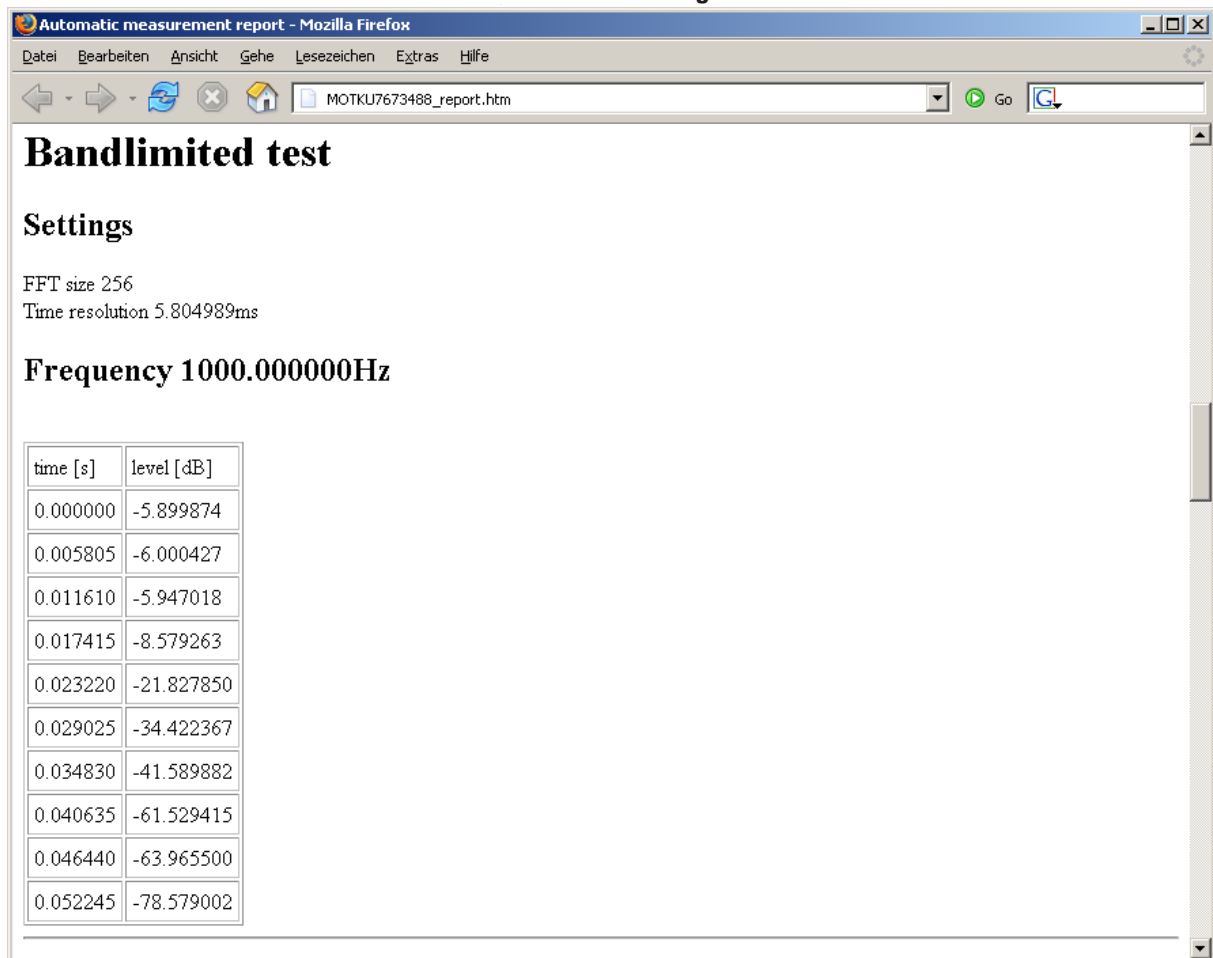 Automatic measurement report - Mozilla Firefox
Datei Bearbeiten Ansicht Gehe Lesezeichen Extras Hilfe
MOTKU7673488_report.htm Go G
Bandlimited test
Settings
FFT size 256
Time resolution 5.804989ms
Frequency 1000.000000Hz
time [s] level [dB]
0.000000 -5.899874
0.005805 -6.000427
0.011610 -5.947018
0.017415 -8.579263
0.023220 -21.827850
0.029025 -34.422367
0.034830 -41.589882
0.040635 -61.529415
0.046440 -63.965500
0.052245 -78.579002